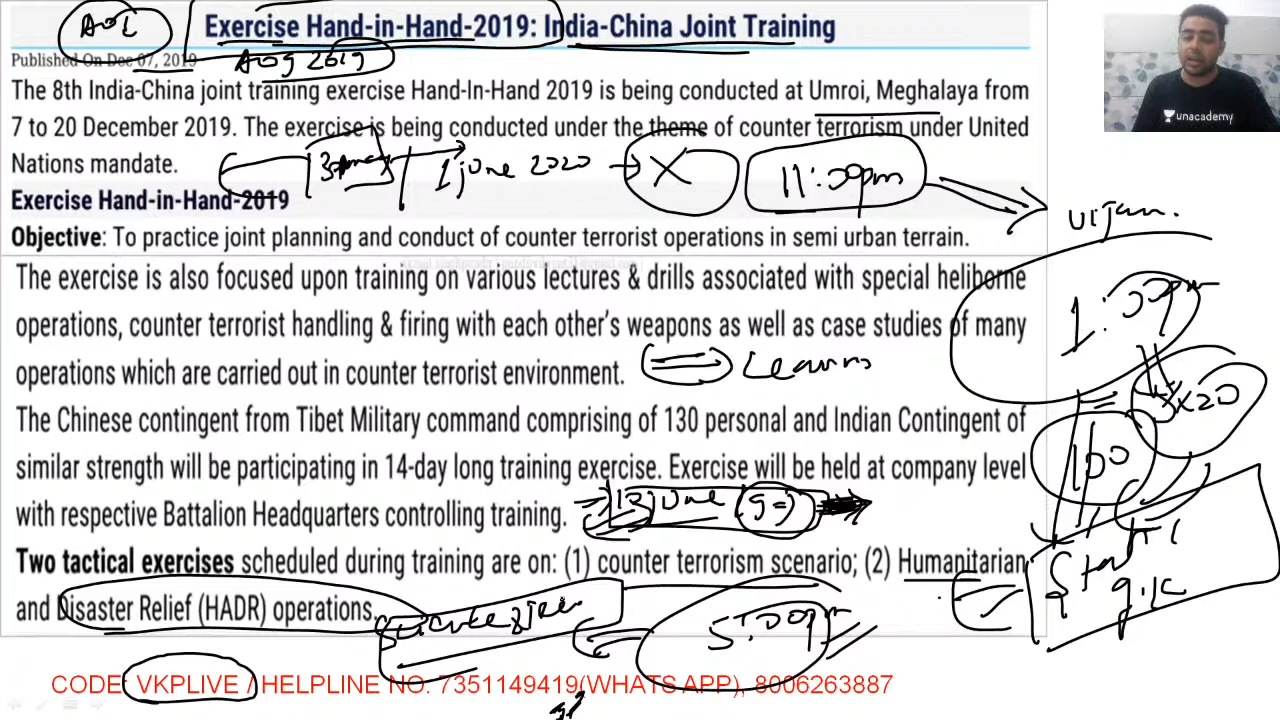 AOL
Exercise Hand-in-Hand-2019: India-China Joint Training
Published On Dec 07, 2019
Aog 2019
The 8th India-China joint training exercise Hand-In-Hand 2019 is being conducted at Umroi, Meghalaya from
7 to 20 December 2019. The exercise is being conducted under the theme of counter terrorism under United
Nations mandate.
1 june 2020
X
11:00pm
unacademy
Exercise Hand-in-Hand-2019
Objective: To practice joint planning and conduct of counter terrorist operations in semi urban terrain.
The exercise is also focused upon training on various lectures & drills associated with special heliborne
operations, counter terrorist handling & firing with each other's weapons as well as case studies of many
operations which are carried out in counter terrorist environment.
1:00pm
The Chinese contingent from Tibet Military command comprising of 130 personal and Indian Contingent of
similar strength will be participating in 14-day long training exercise. Exercise will be held at company level
with respective Battalion Headquarters controlling training.
june
100
Two tactical exercises scheduled during training are on: (1) counter terrorism scenario; (2) Humanitarian
and Disaster Relief (HADR) operations.
5:00pm
g.k
CODE: VKPLIVE / HELPLINE NO. 7351149419(WHATS APP), 8006263887